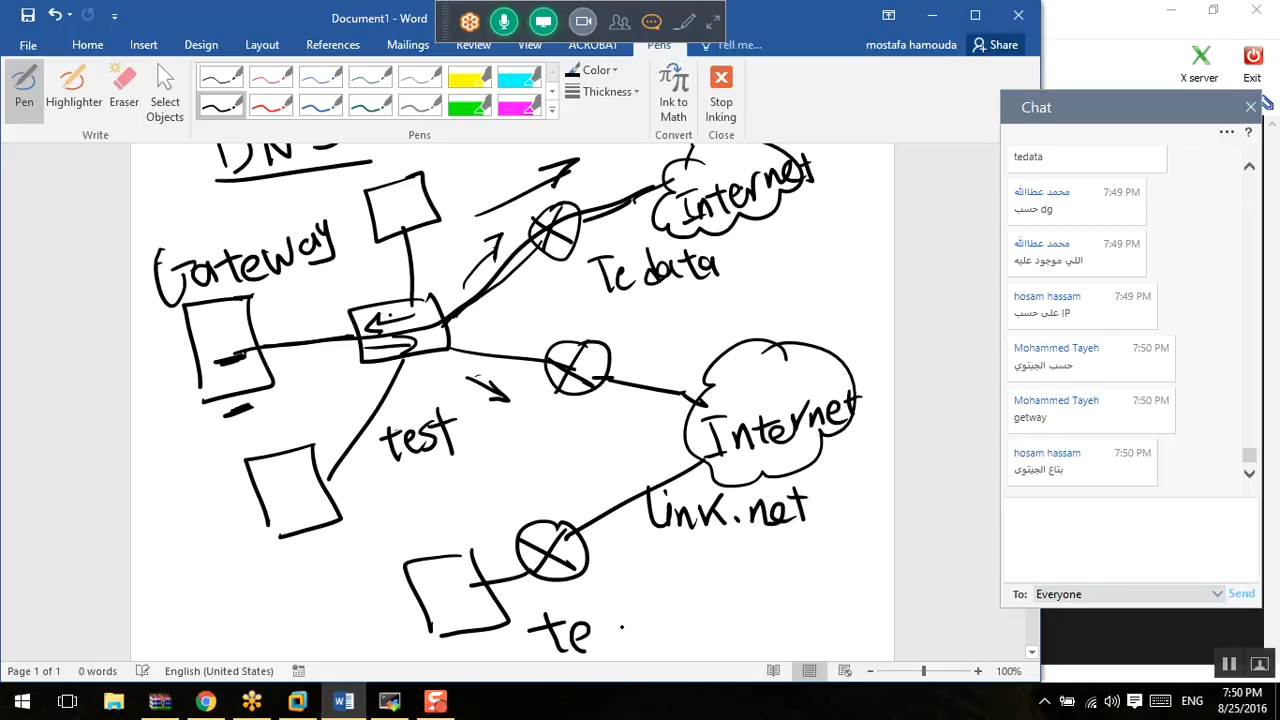 Document1 - Word
File
Home
Insert
Design
Layout
References
Mailings
Review
View
ACROBAT
Pens
Tell me...
mostafa hamouda
Share
Pen
Highlighter
Eraser
Select Objects
Color
Thickness
Ink to Math
Stop Inking
Write
Pens
Convert
Close
X server
Exit
DNS
Internet
Gateway
Te data
Internet
test
link.net
te
Chat
tedata
محمد عطاالله 7:49 PM
حسب dg
محمد عطاالله 7:49 PM
اللي موجود عليه
hosam hassam 7:49 PM
على حسب IP
Mohammed Tayeh 7:50 PM
حسب الجيتوي
Mohammed Tayeh 7:50 PM
getway
hosam hassam 7:50 PM
بتاع الجيتوى
To: Everyone Send
Page 1 of 1 0 words English (United States) 100%
ENG
7:50 PM
8/25/2016